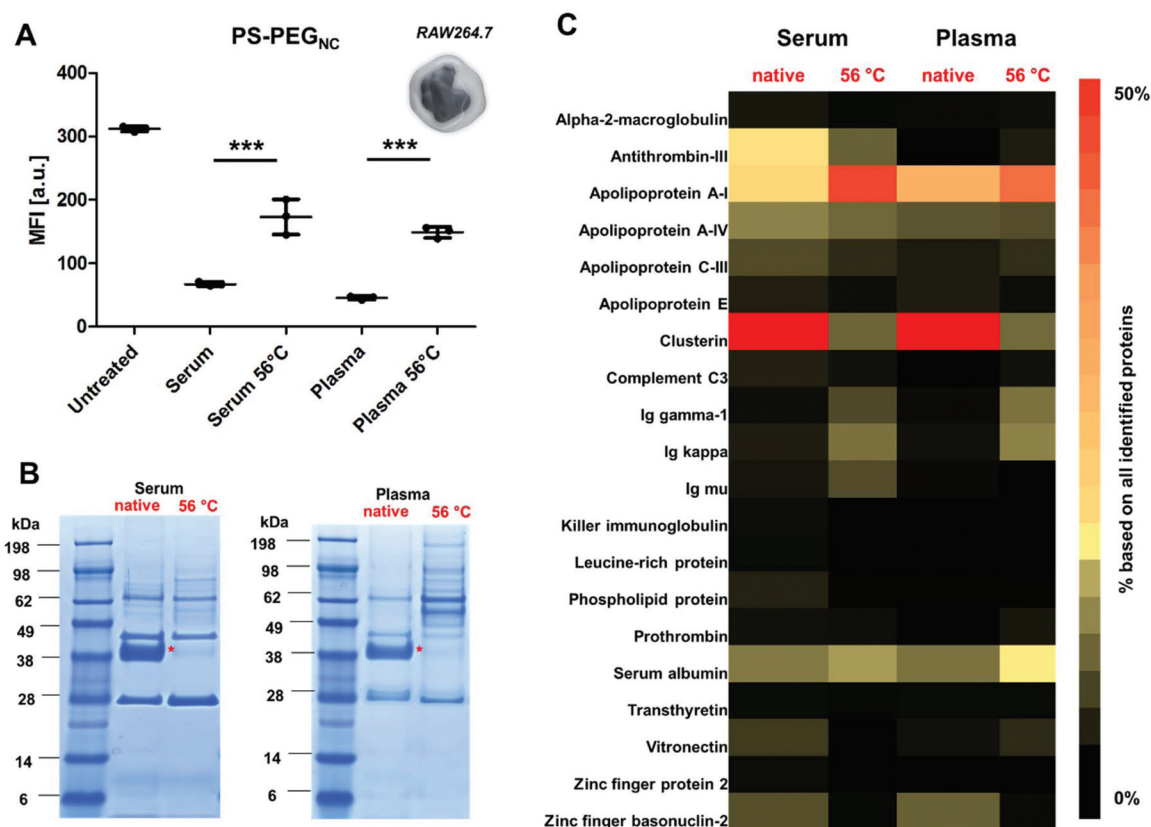 A
PS-PEGNC
RAW264.7
MFI [a.u.]
400
300
200
100
0
***
***
Untreated
Serum
Serum 56°C
Plasma
Plasma 56°C
B
Serum
native 56 °C
kDa
198
98
62
49
38
28
14
6
*
Plasma
native 56 °C
kDa
198
98
62
49
38
28
14
6
*
C
Serum Plasma
native 56 °C native 56 °C
Alpha-2-macroglobulin
Antithrombin-III
Apolipoprotein A-I
Apolipoprotein A-IV
Apolipoprotein C-III
Apolipoprotein E
Clusterin
Complement C3
Ig gamma-1
Ig kappa
Ig mu
Killer immunoglobulin
Leucine-rich protein
Phospholipid protein
Prothrombin
Serum albumin
Transthyretin
Vitronectin
Zinc finger protein 2
Zinc finger basonuclin-2
50%
% based on all identified proteins
0%